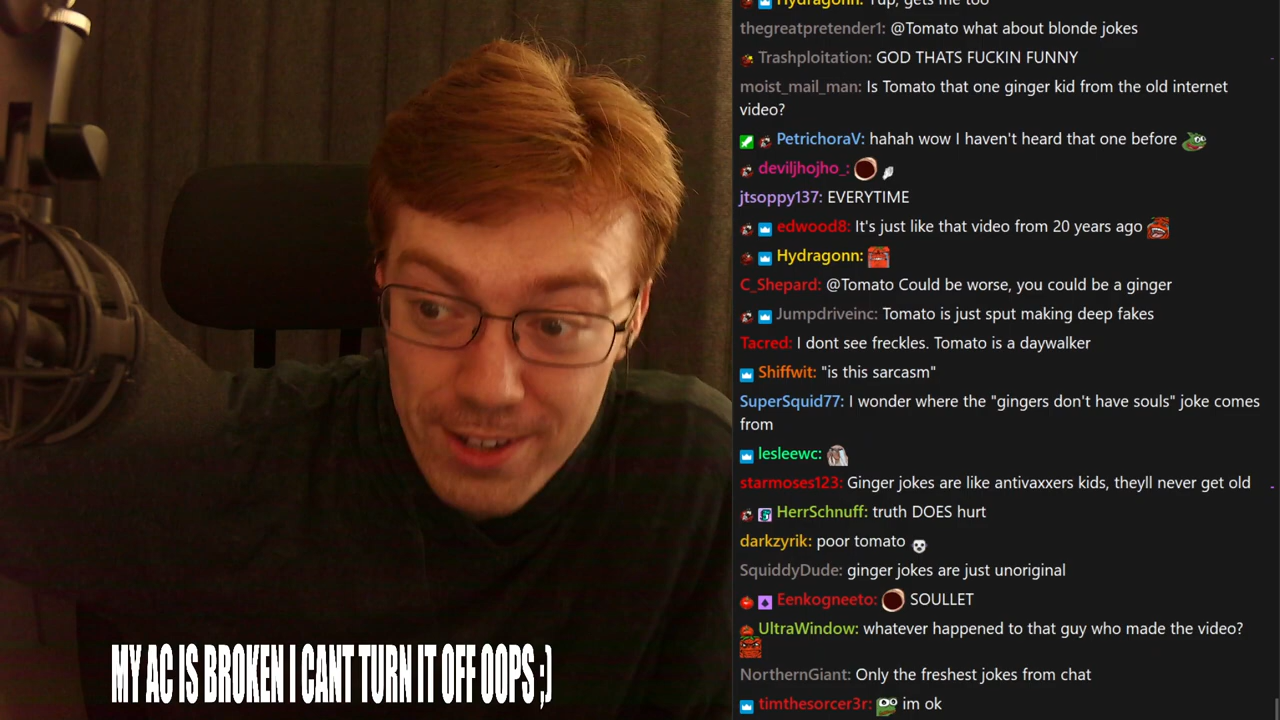 Hydragonn: Yup, gets me too
thegreatpretender1: @Tomato what about blonde jokes
Trashploitation: GOD THATS FUCKIN FUNNY
moist_mail_man: Is Tomato that one ginger kid from the old internet
video?
PetrichoraV: hahah wow I haven't heard that one before
deviljhojho_:
jtsoppy137: EVERYTIME
edwood8: It's just like that video from 20 years ago
Hydragonn:
C_Shepard: @Tomato Could be worse, you could be a ginger
Jumpdriveinc: Tomato is just sput making deep fakes
Tacred: I dont see freckles. Tomato is a daywalker
Shiffwit: "is this sarcasm"
SuperSquid77: I wonder where the "gingers don't have souls" joke comes
from
lesleewc:
starmoses123: Ginger jokes are like antivaxxers kids, theyll never get old
HerrSchnuff: truth DOES hurt
darkzyrik: poor tomato
SquiddyDude: ginger jokes are just unoriginal
Eenkogneeto: SOULLET
UltraWindow: whatever happened to that guy who made the video?
NorthernGiant: Only the freshest jokes from chat
timthesorcer3r: im ok
MY AC IS BROKEN I CANT TURN IT OFF OOPS ;)